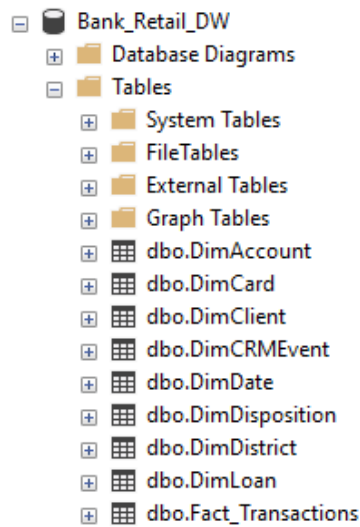 Bank_Retail_DW
Database Diagrams
Tables
System Tables
FileTables
External Tables
Graph Tables
dbo.DimAccount
dbo.DimCard
dbo.DimClient
dbo.DimCRMEvent
dbo.DimDate
dbo.DimDisposition
dbo.DimDistrict
dbo.DimLoan
dbo.Fact_Transactions